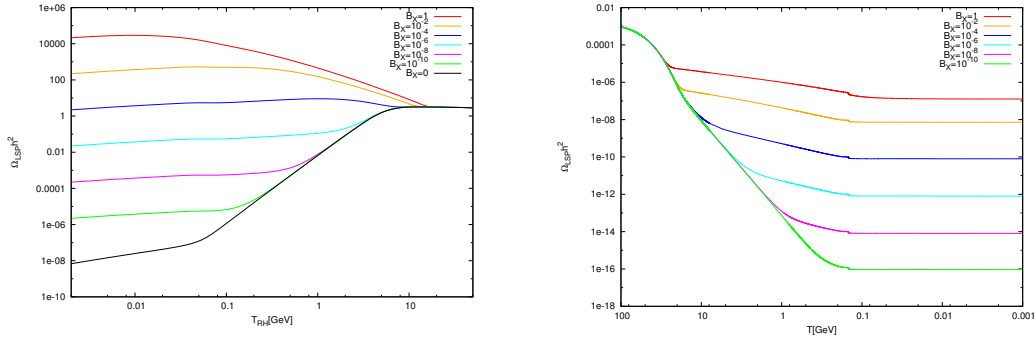 1e+06
10000
100
1
0.01
0.0001
1e-06
1e-08
1e-10
Ω_LSP h²
B_X=1
B_X=10⁻²
B_X=10⁻⁴
B_X=10⁻⁶
B_X=10⁻⁸
B_X=10⁻¹⁰
B_X=0
0.01 0.1 1 10
T_RH[GeV]
0.01
0.0001
1e-06
1e-08
1e-10
1e-12
1e-14
1e-16
1e-18
Ω_LSP h²
B_X=1
B_X=10⁻²
B_X=10⁻⁴
B_X=10⁻⁶
B_X=10⁻⁸
B_X=10⁻¹⁰
100 10 1 0.1 0.01 0.001
T[GeV]